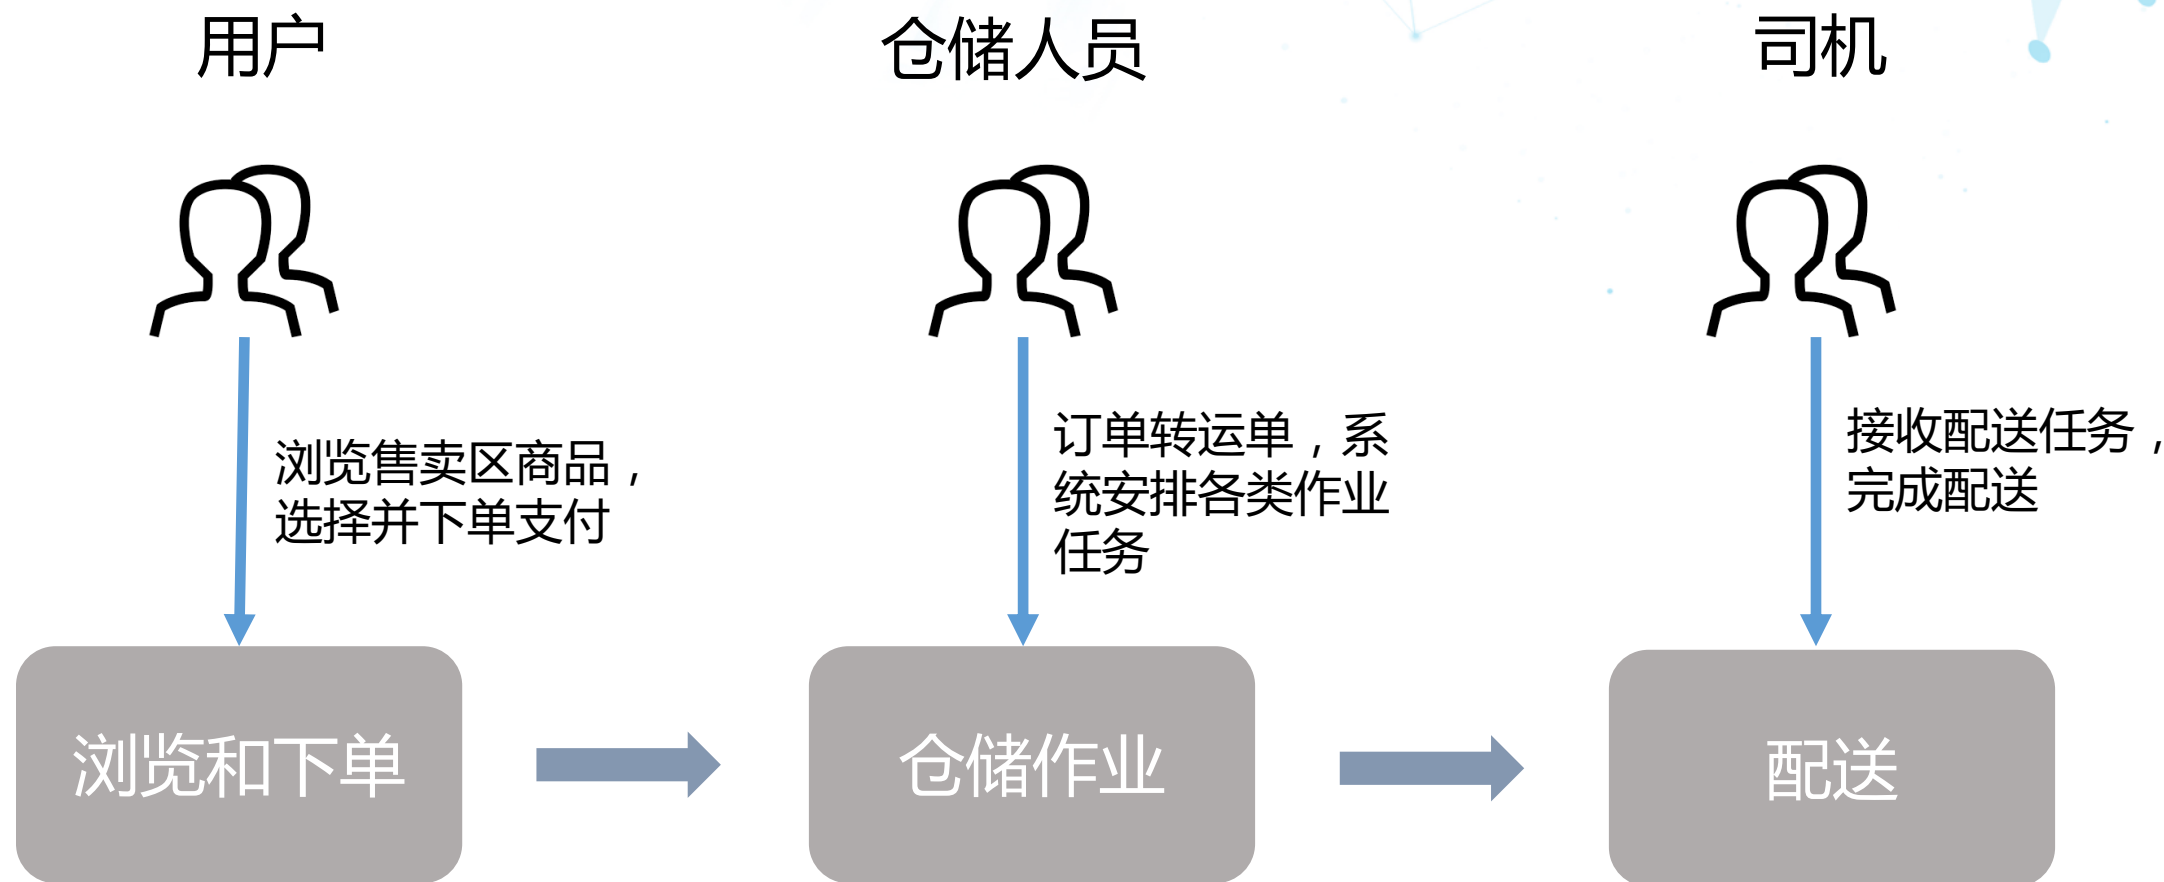 用户
仓储人员
司机
浏览售卖区商品，
选择并下单支付
订单转运单，系
统安排各类作业
任务
接收配送任务，
完成配送
浏览和下单
仓储作业
配送